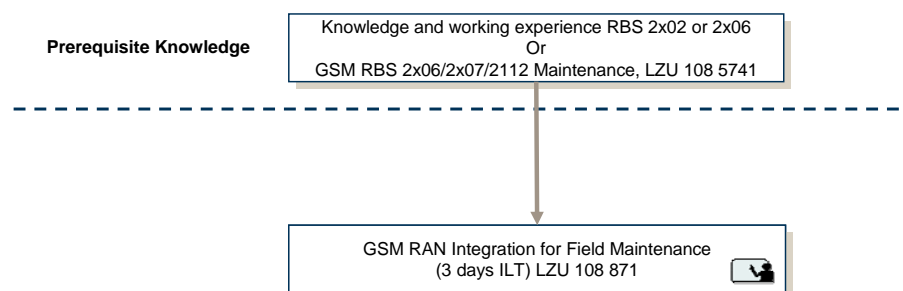 Prerequisite Knowledge
Knowledge and working experience RBS 2x02 or 2x06
Or
GSM RBS 2x06/2x07/2112 Maintenance, LZU 108 5741
GSM RAN Integration for Field Maintenance
(3 days ILT) LZU 108 871